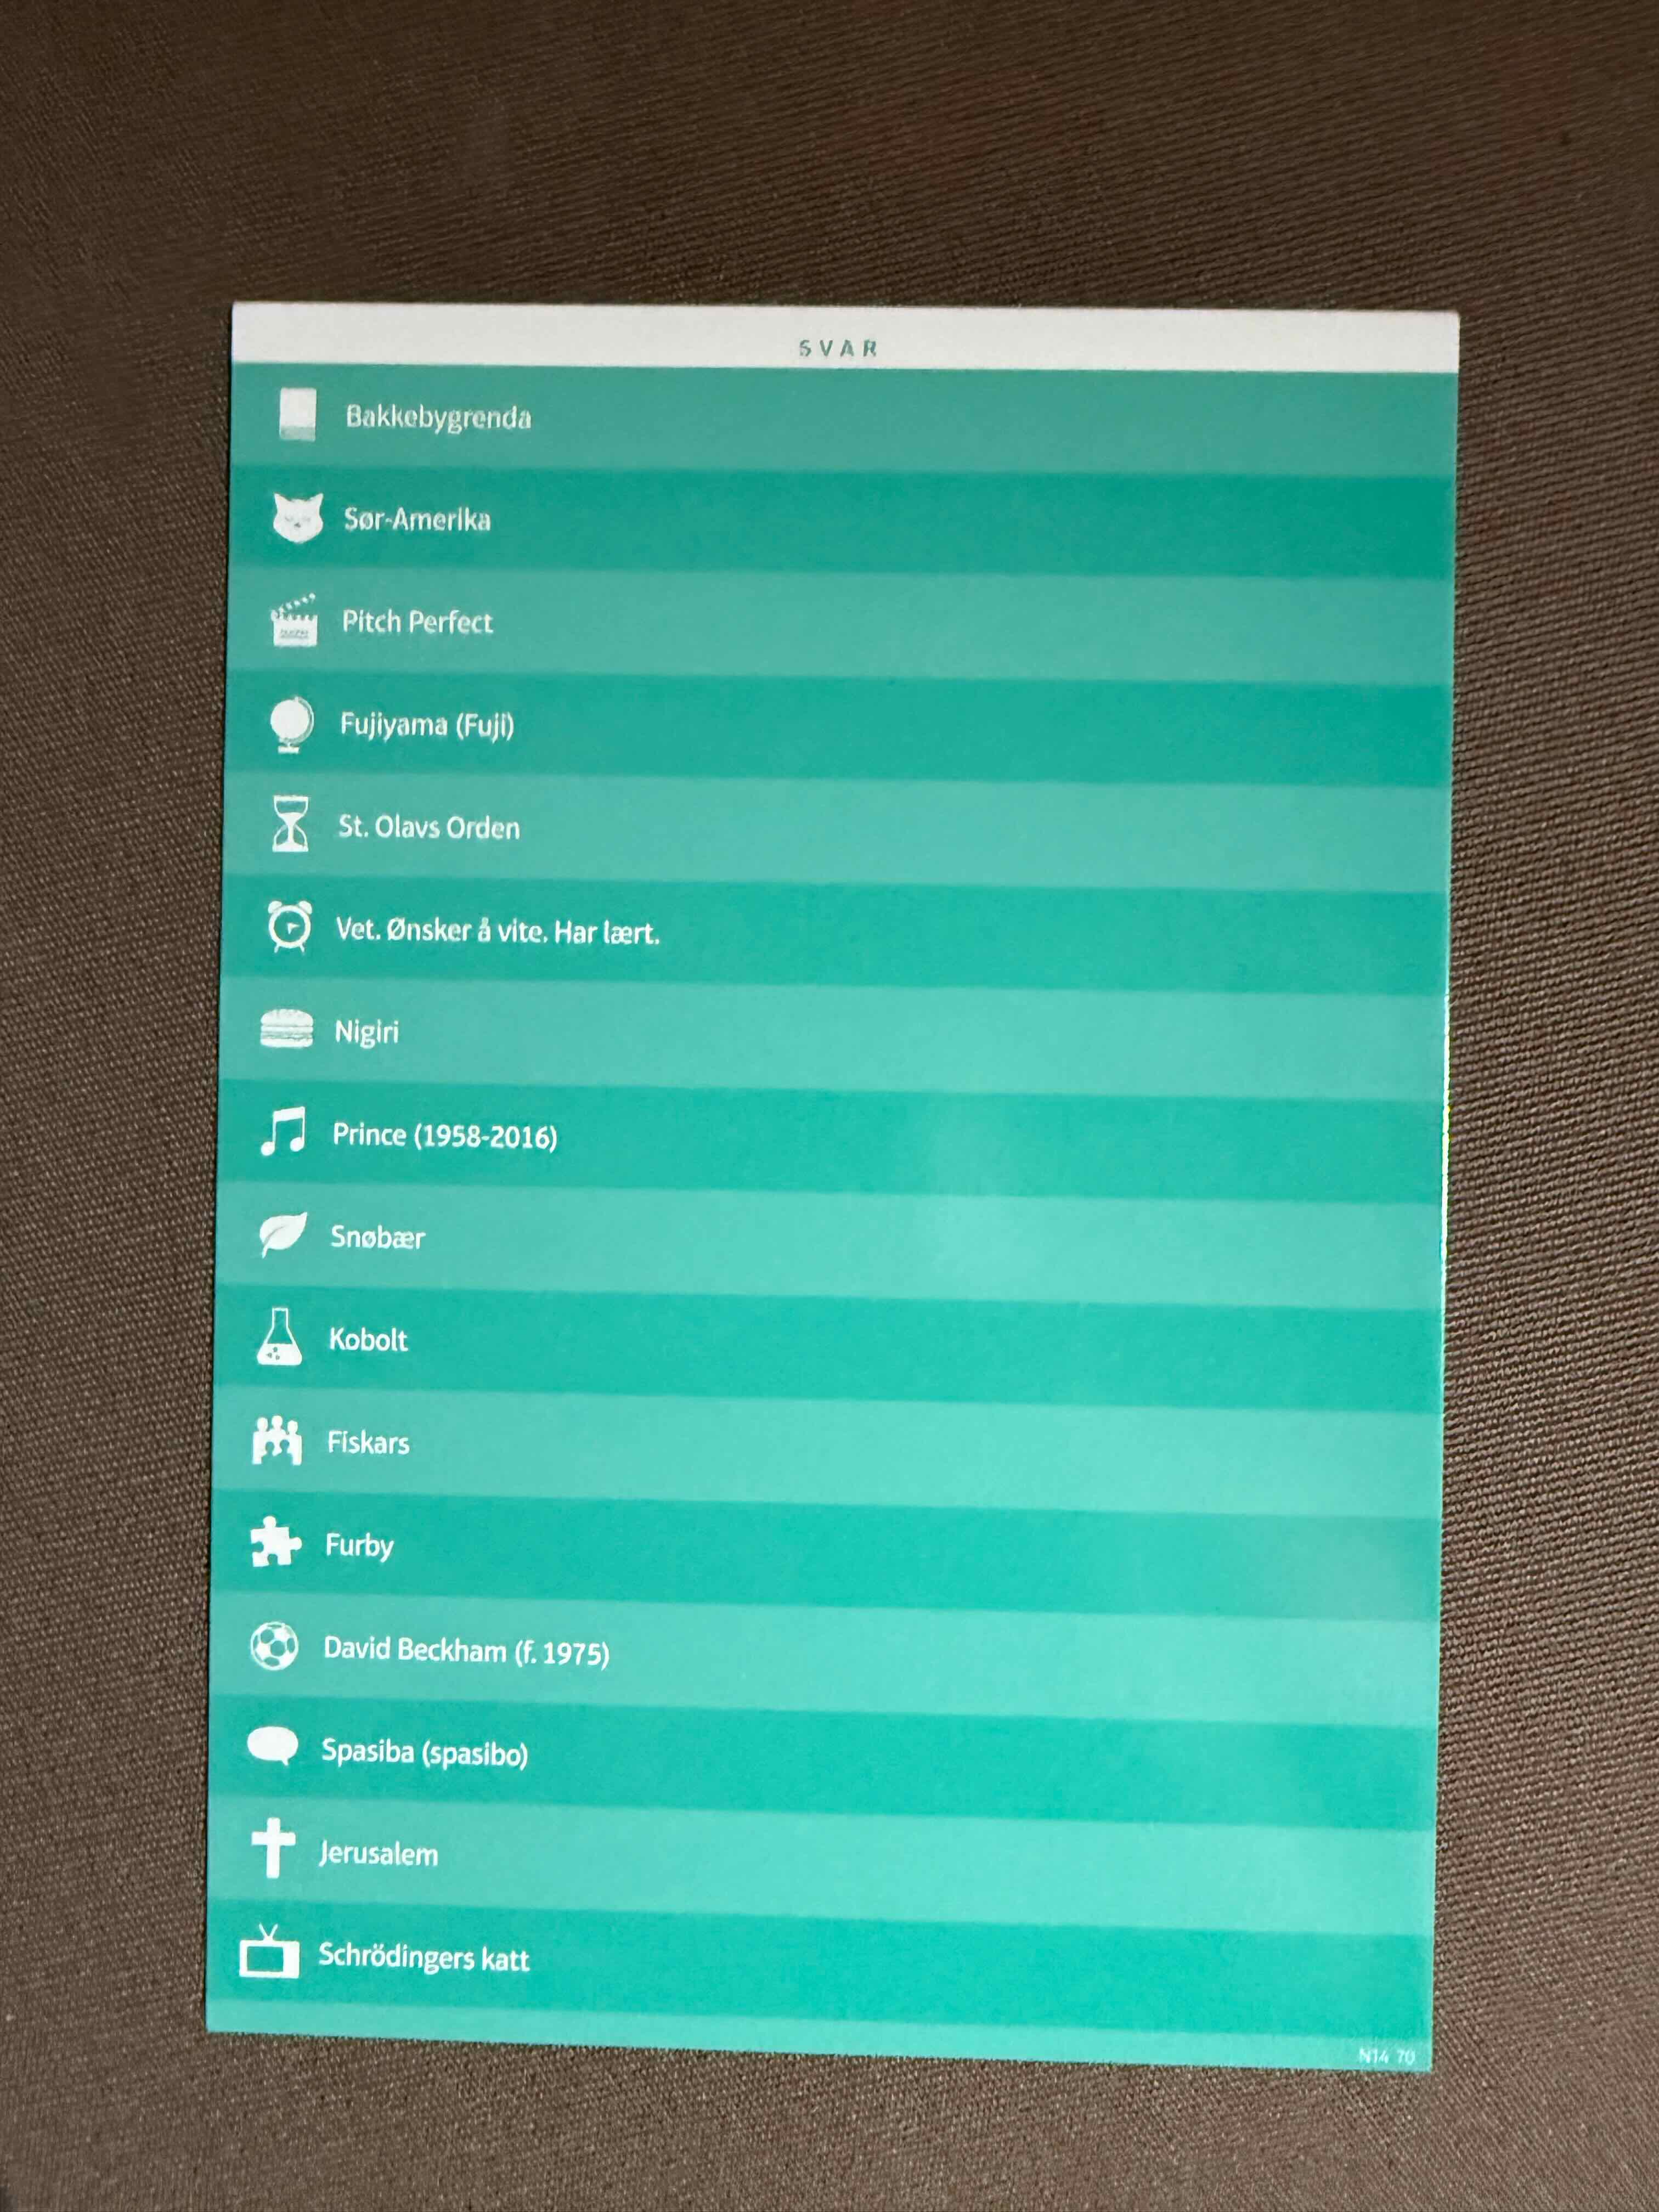 SVAR
Bakkebygrenda
Sør-Amerika
Pitch Perfect
Fujiyama (Fuji)
St. Olavs Orden
Vet. Ønsker å vite. Har lært.
Nigiri
Prince (1958-2016)
Snøbær
Kobolt
Fiskars
Furby
David Beckham (f. 1975)
Spasiba (spasibo)
Jerusalem
Schrödingers katt
N14 70